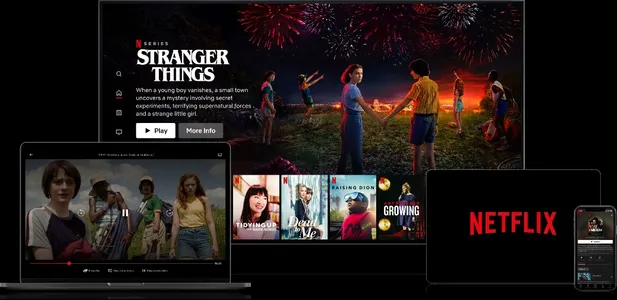 N SERIES
STRANGER
THINGS
When a young boy vanishes, a small town
uncovers a mystery involving secret
experiments, terrifying supernatural forces
and a strange little girl.
Play
More Info
N
TIDYING UP
N
Dead
to Me
N
RAISING DION
GROWING
NETFLIX